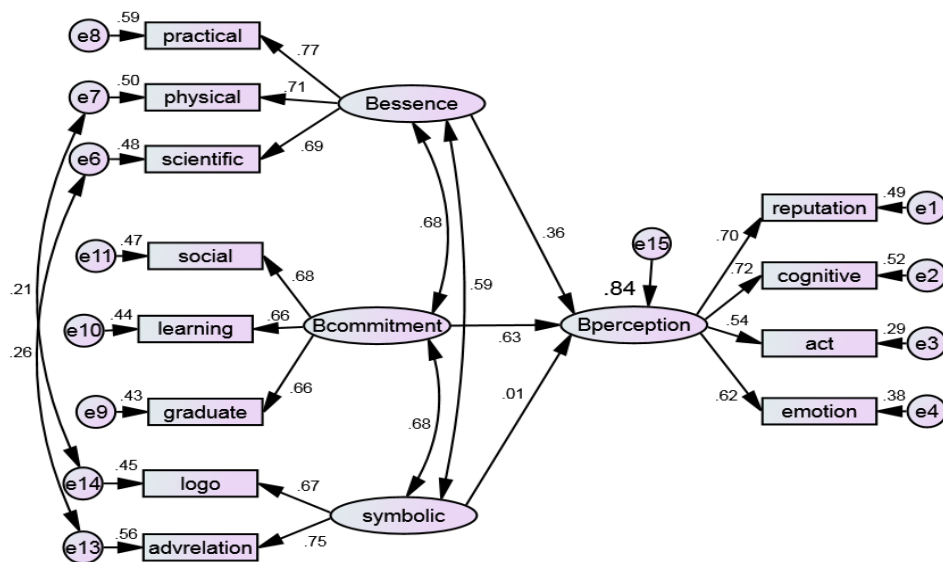 e8
.59
practical
.77
e7
.50
physical
.71
Bessence
e6
.48
scientific
.69
e11
.47
social
.68
e10
.44
learning
.66
Bcommitment
e9
.43
graduate
.66
e14
.45
logo
.67
symbolic
e13
.56
advrelation
.75
.21
.26
.68
.59
.68
.36
.63
.01
e15
.84
Bperception
.70
reputation
.49
e1
.72
cognitive
.52
e2
.54
act
.29
e3
.62
emotion
.38
e4